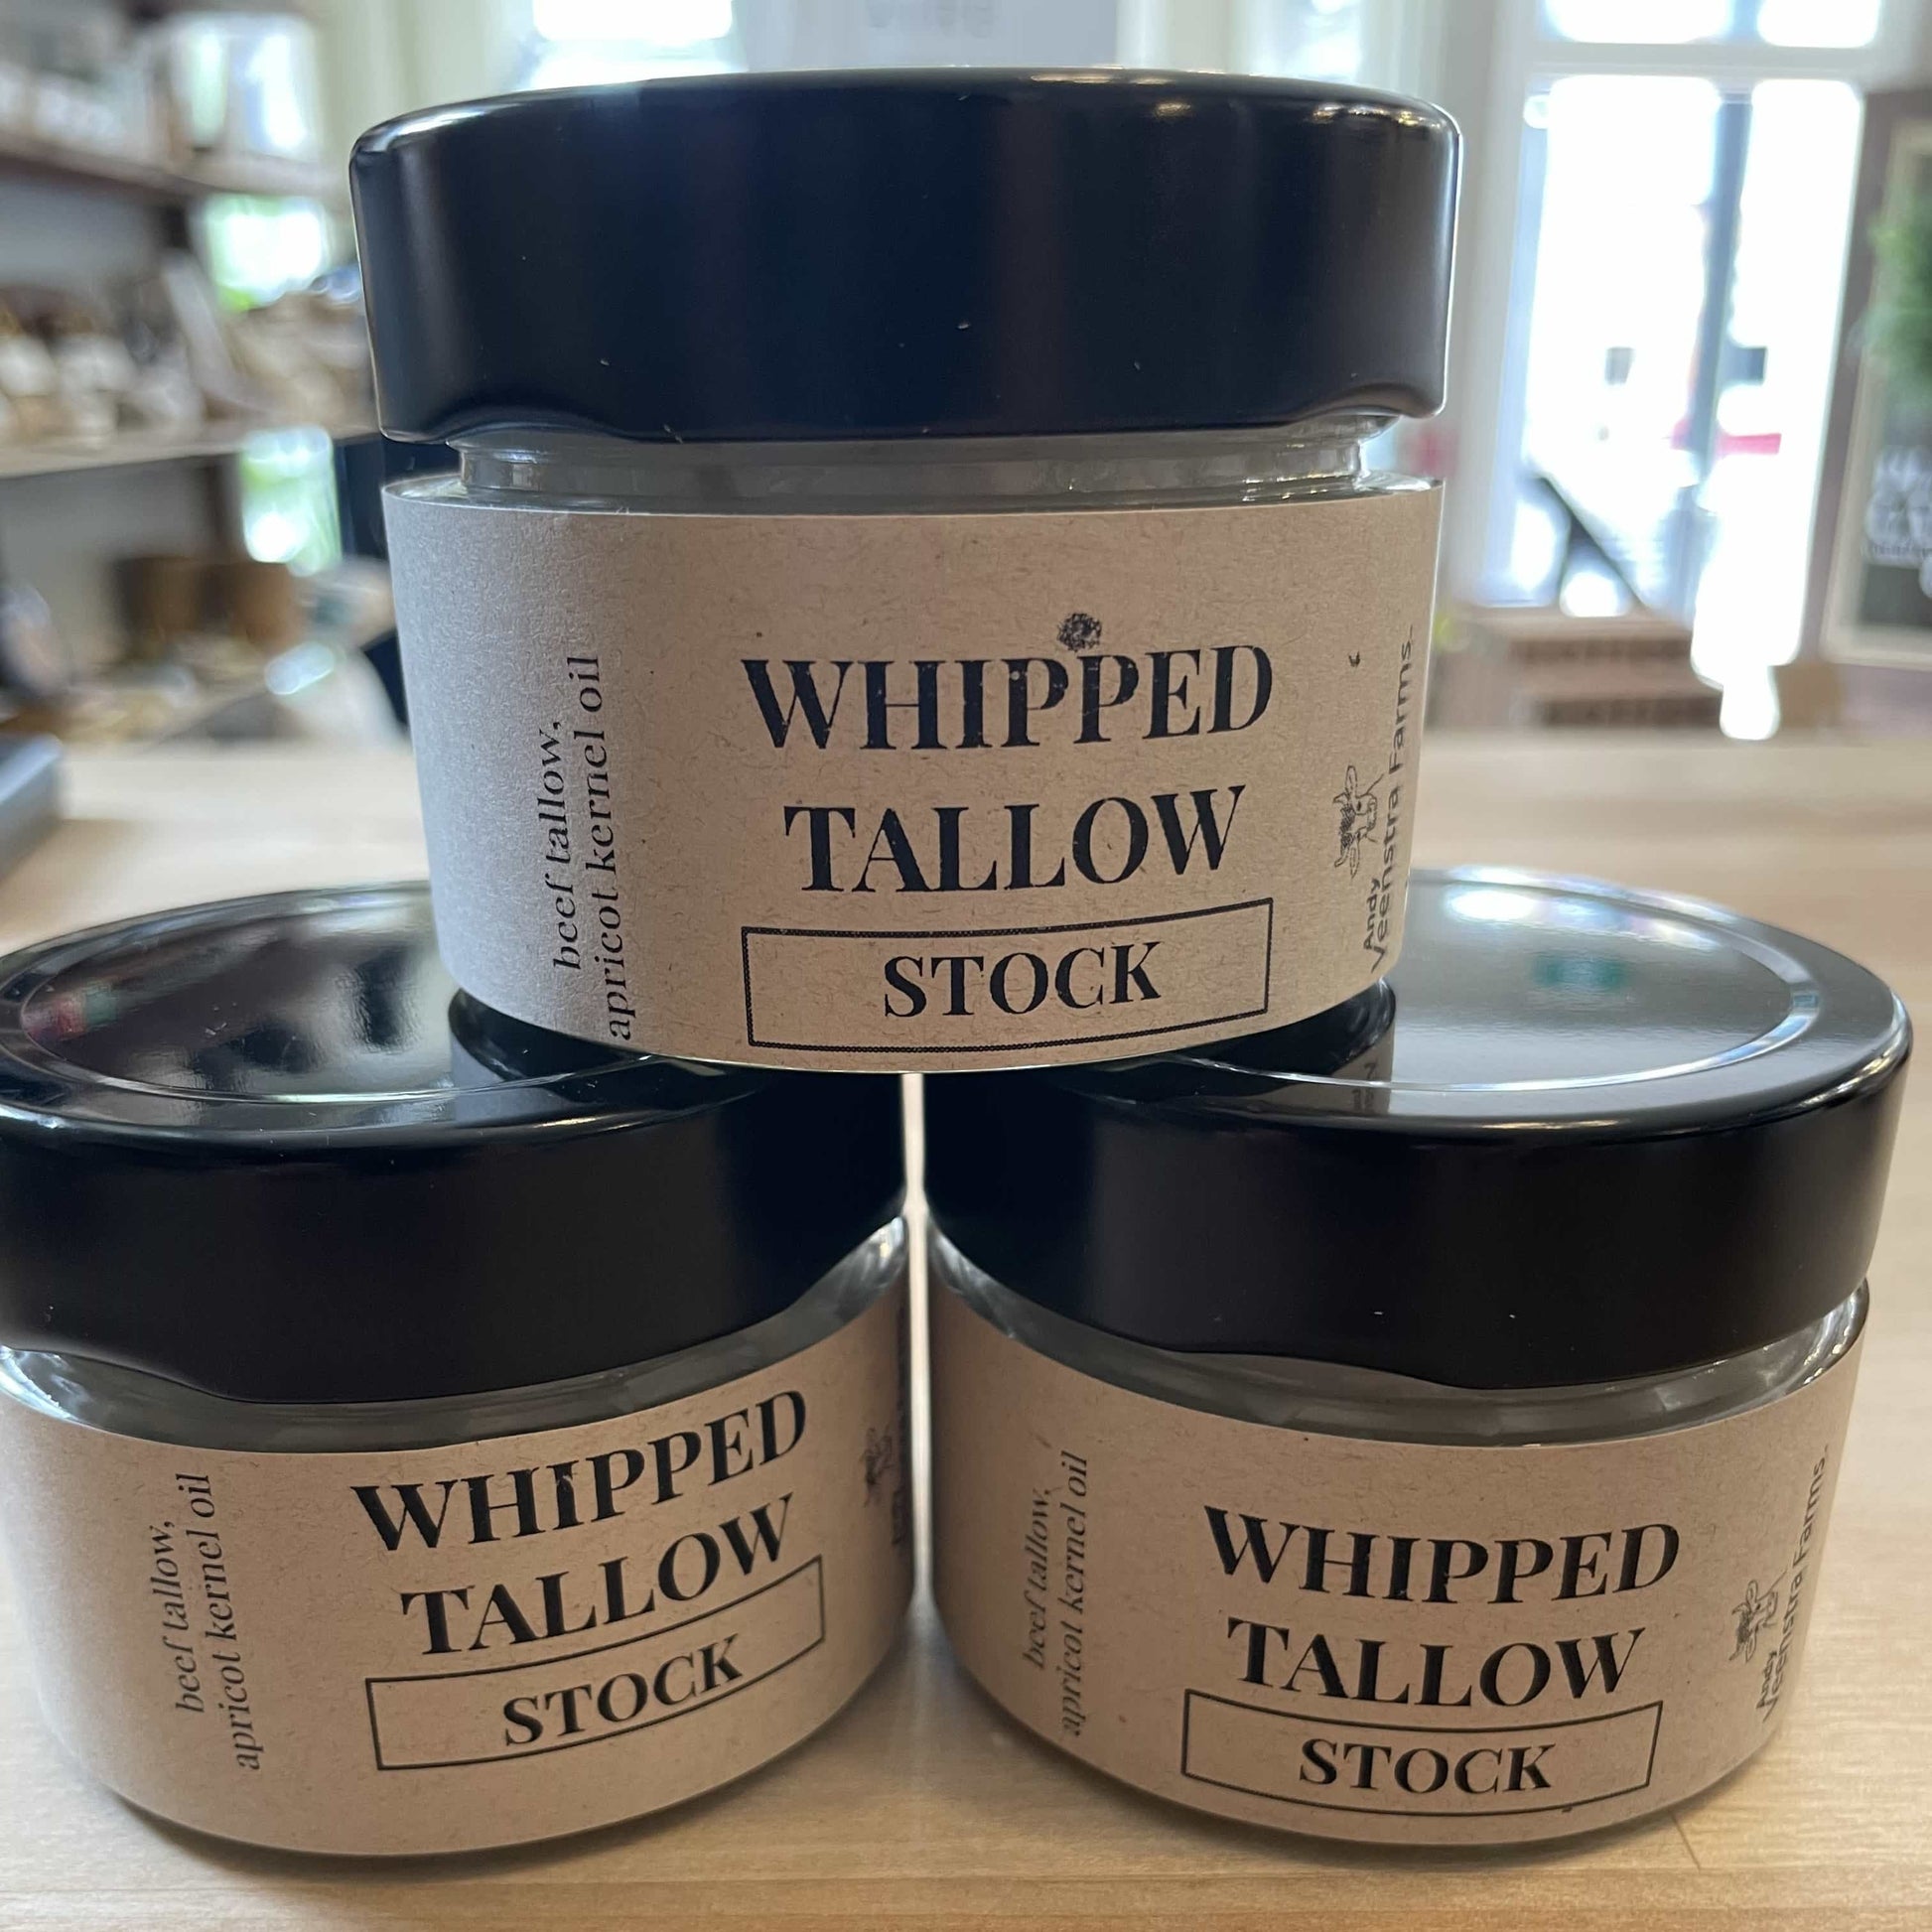 beef tallow,
apricot kernel oil
WHIPPED
TALLOW
STOCK
Andy
Veenstra Farms.
beef tallow,
apricot kernel oil
WHIPPED
TALLOW
STOCK
beef tallow,
apricot kernel oil
WHIPPED
TALLOW
STOCK
Andy
Veenstra Farms.